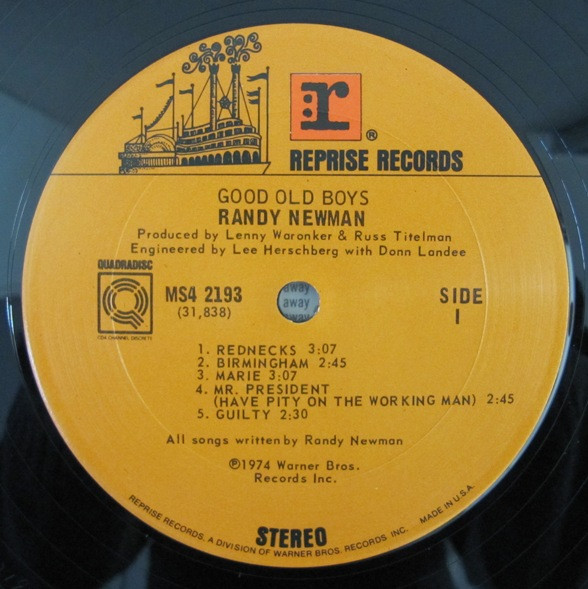 r ®
REPRISE RECORDS
GOOD OLD BOYS
RANDY NEWMAN
Produced by Lenny Waronker & Russ Titelman
Engineered by Lee Herschberg with Donn Landee
QUADRADISC
Q
MS4 2193
(31,838)
away
away
SIDE
1
1. REDNECKS 3:07
2. BIRMINGHAM 2:45
3. MARIE 3:07
4. MR. PRESIDENT
(HAVE PITY ON THE WORKING MAN) 2:45
5. GUILTY 2:30
All songs written by Randy Newman
℗1974 Warner Bros.
Records Inc.
STEREO
REPRISE RECORDS, A DIVISION OF WARNER BROS. RECORDS INC. MADE IN U.S.A.